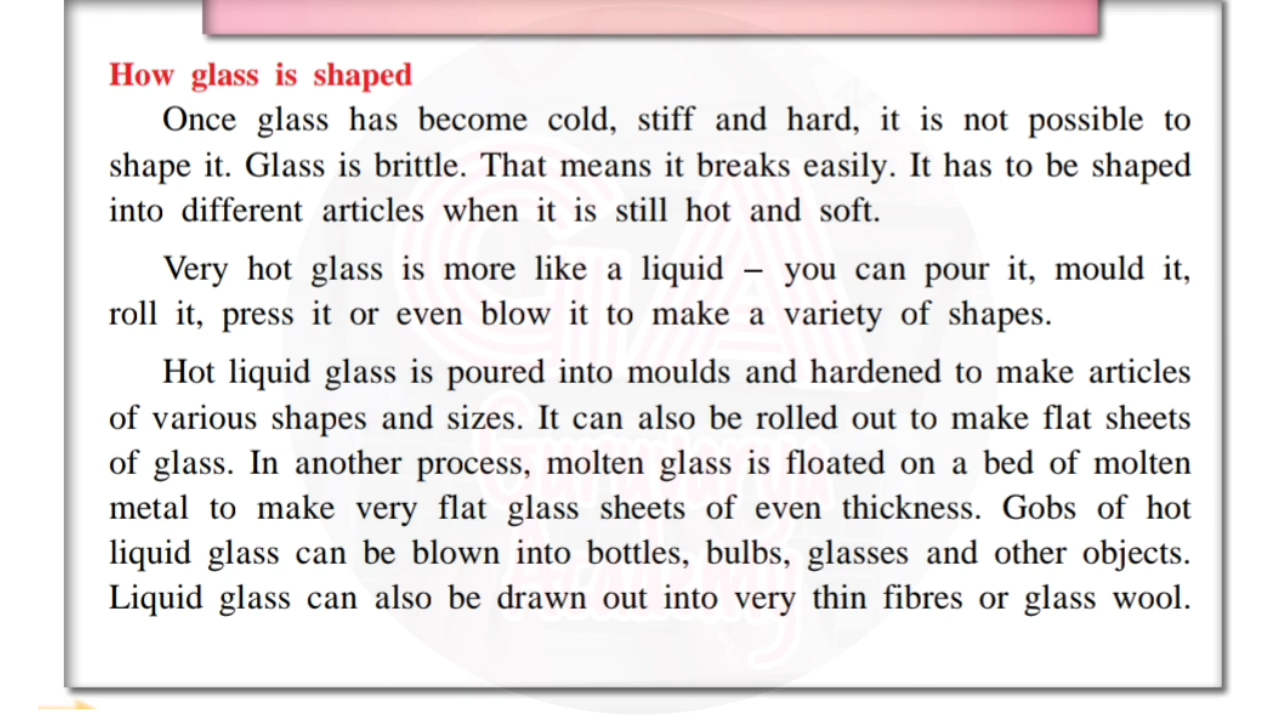 How glass is shaped
Once glass has become cold, stiff and hard, it is not possible to
shape it. Glass is brittle. That means it breaks easily. It has to be shaped
into different articles when it is still hot and soft.
Very hot glass is more like a liquid – you can pour it, mould it,
roll it, press it or even blow it to make a variety of shapes.
Hot liquid glass is poured into moulds and hardened to make articles
of various shapes and sizes. It can also be rolled out to make flat sheets
of glass. In another process, molten glass is floated on a bed of molten
metal to make very flat glass sheets of even thickness. Gobs of hot
liquid glass can be blown into bottles, bulbs, glasses and other objects.
Liquid glass can also be drawn out into very thin fibres or glass wool.